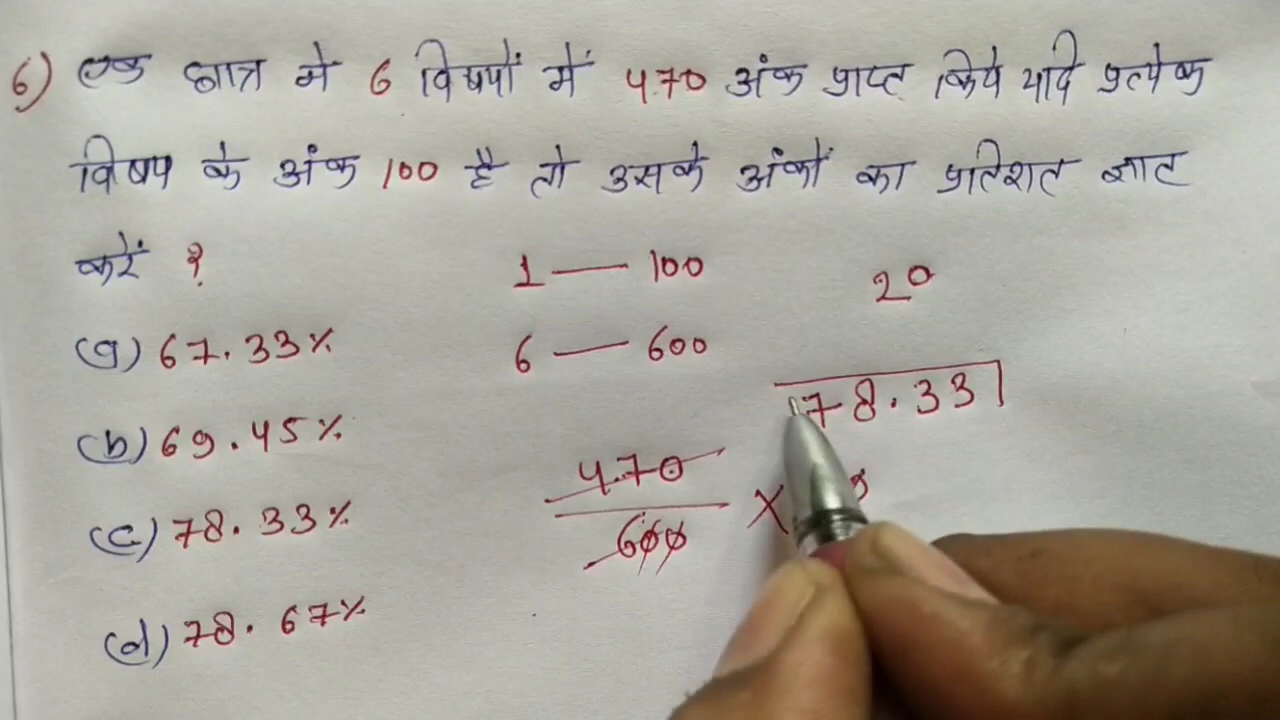 6) एक छात्र ने 6 विषयों में 470 अंक प्राप्त किये यदि प्रत्येक
विषय के अंक 100 है तो उसके अंकों का प्रतिशत ज्ञात
करें ?
(a) 67.33%
(b) 69.45%
(c) 78.33%
(d) 78.67%
1 — 100
6 — 600
20
78.33
470
600
×